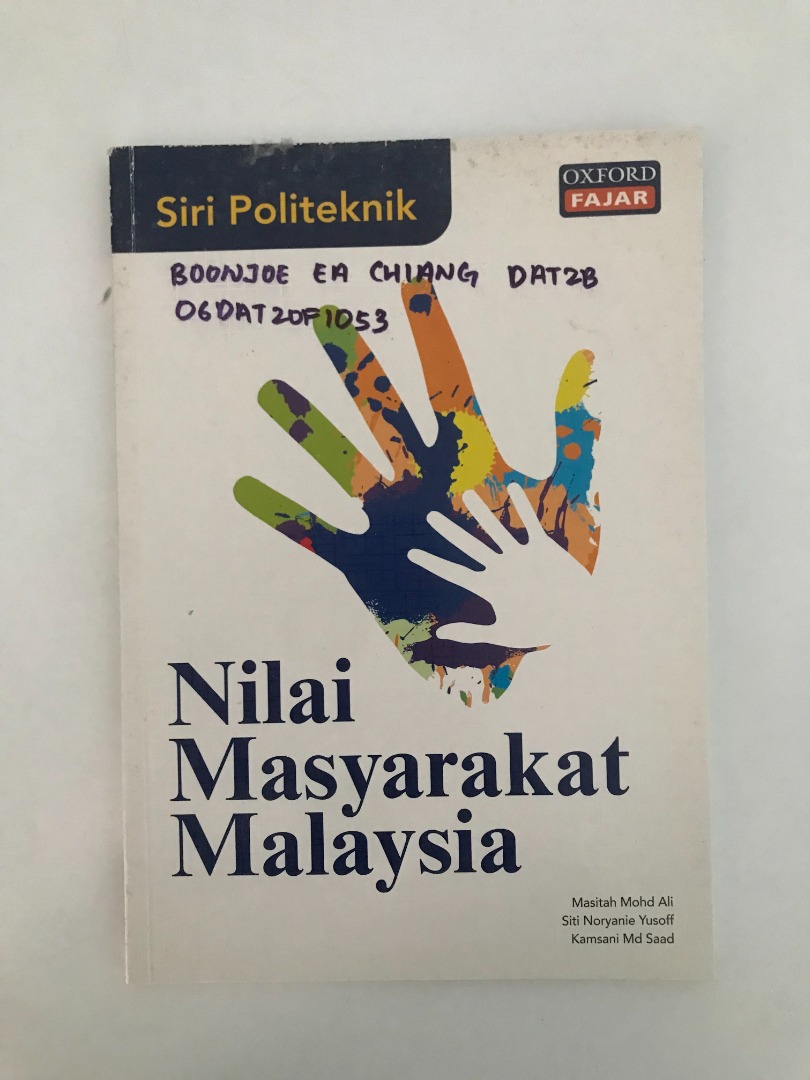 Siri Politeknik
OXFORD
FAJAR
BOONJOE EA CHIANG DAT2B
06DAT20F1053
Nilai
Masyarakat
Malaysia
Masitah Mohd Ali
Siti Noryanie Yusoff
Kamsani Md Saad